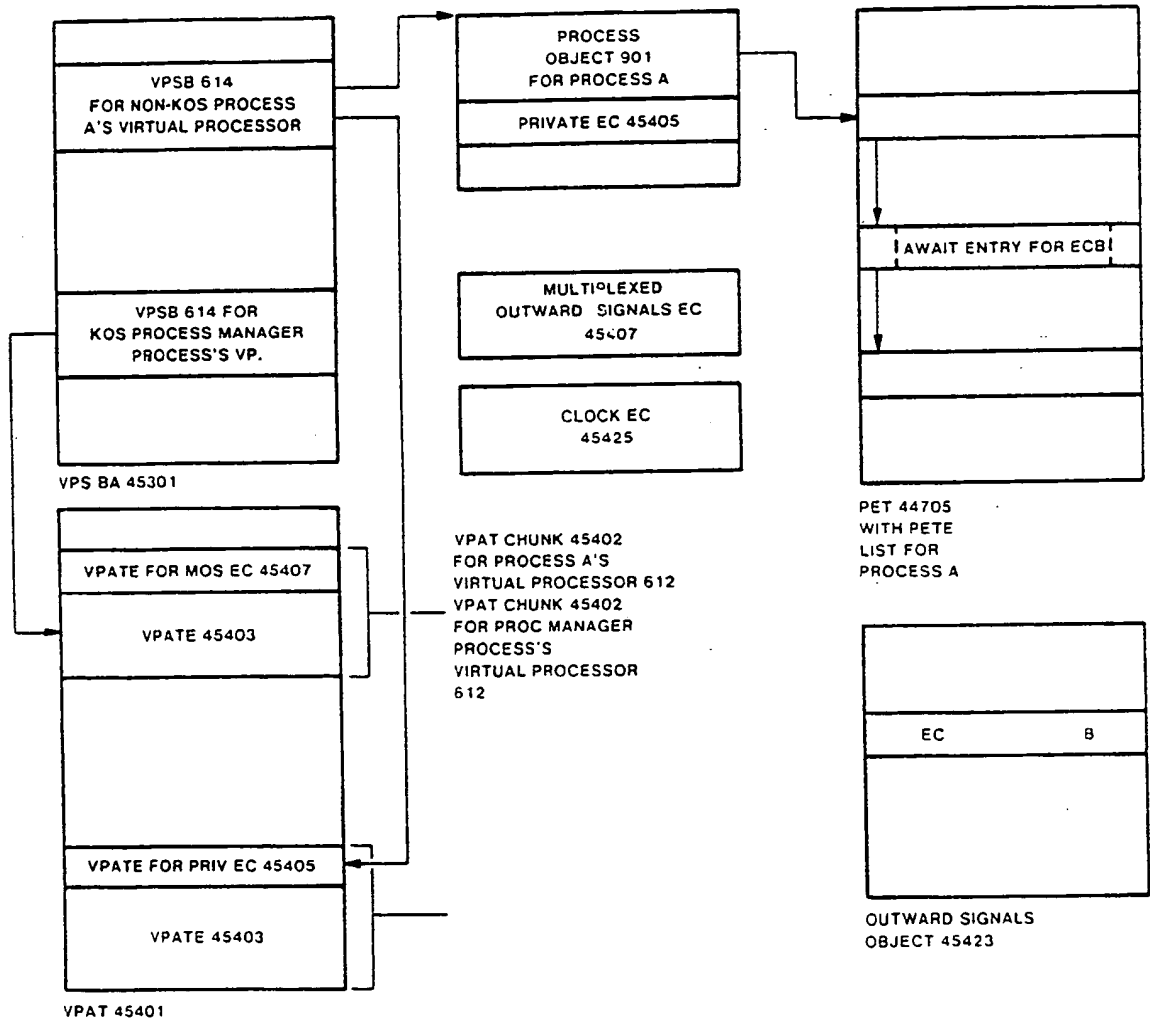 VPSB 614
FOR NON-KOS PROCESS
A'S VIRTUAL PROCESSOR
VPSB 614 FOR
KOS PROCESS MANAGER
PROCESS'S VP.
VPS BA 45301
PROCESS
OBJECT 901
FOR PROCESS A
PRIVATE EC 45405
MULTIPLEXED
OUTWARD SIGNALS EC
45407
CLOCK EC
45425
AWAIT ENTRY FOR ECB
PET 44705
WITH PETE
LIST FOR
PROCESS A
VPATE FOR MOS EC 45407
VPATE 45403
VPATE FOR PRIV EC 45405
VPATE 45403
VPAT 45401
VPAT CHUNK 45402
FOR PROCESS A'S
VIRTUAL PROCESSOR 612
VPAT CHUNK 45402
FOR PROC MANAGER
PROCESS'S
VIRTUAL PROCESSOR
612
EC B
OUTWARD SIGNALS
OBJECT 45423